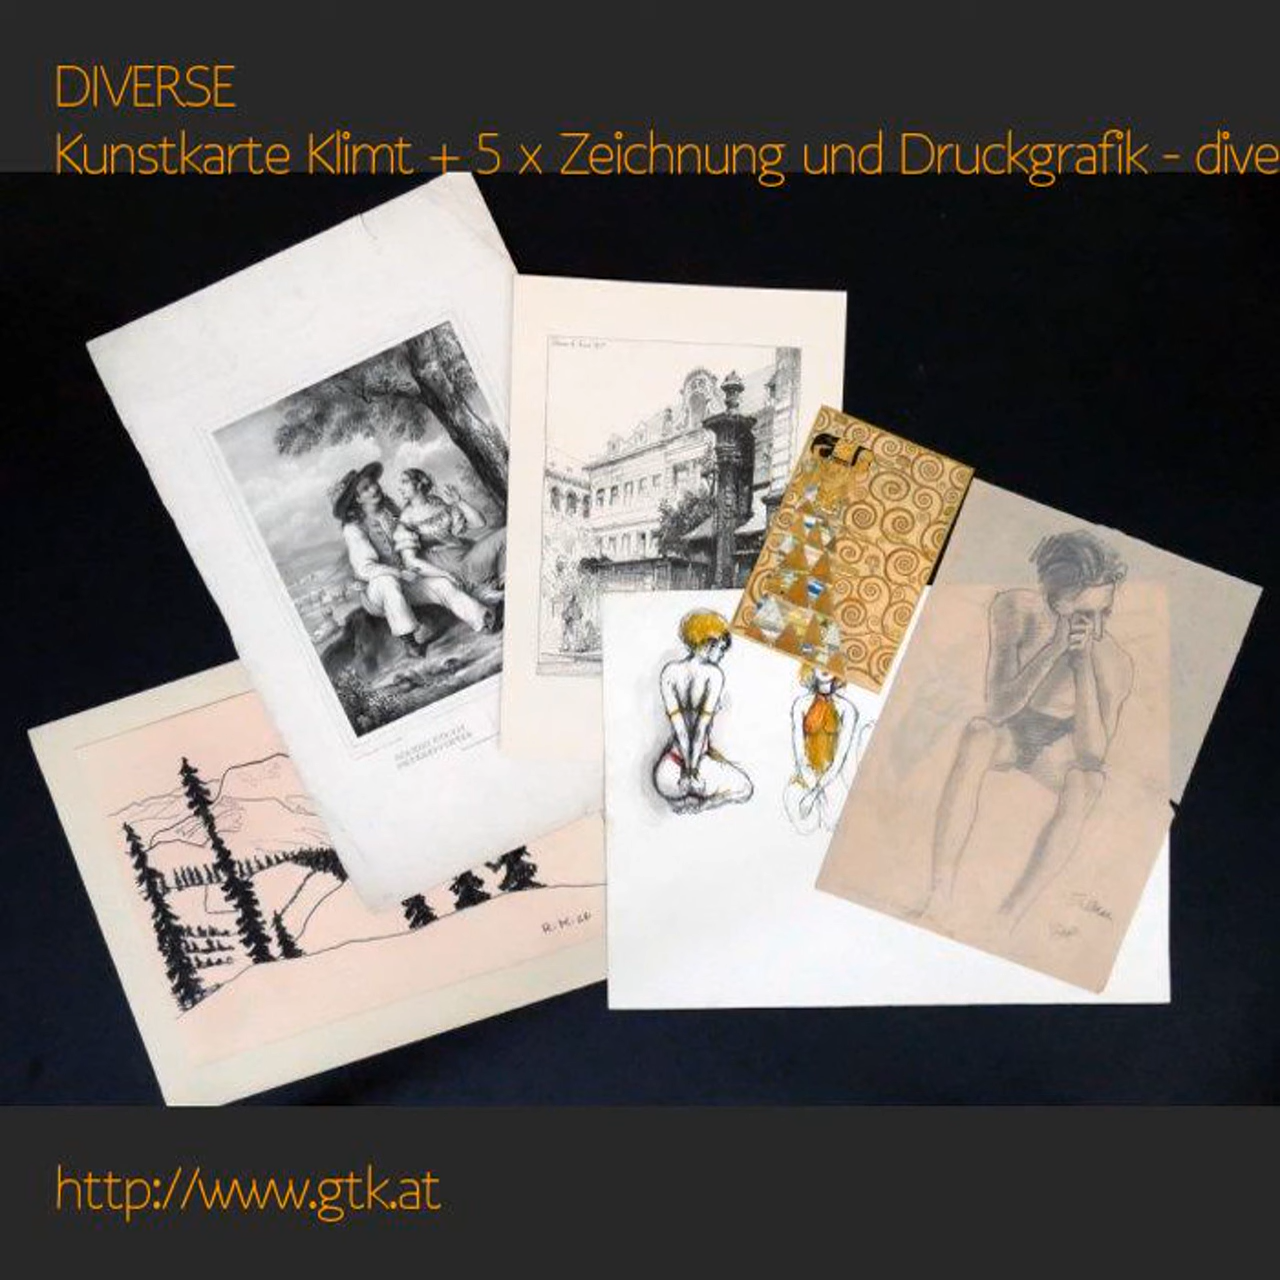 DIVERSE
Kunstkarte Klimt + 5 x Zeichnung und Druckgrafik - dive
R. K. 26
http://www.gtk.at